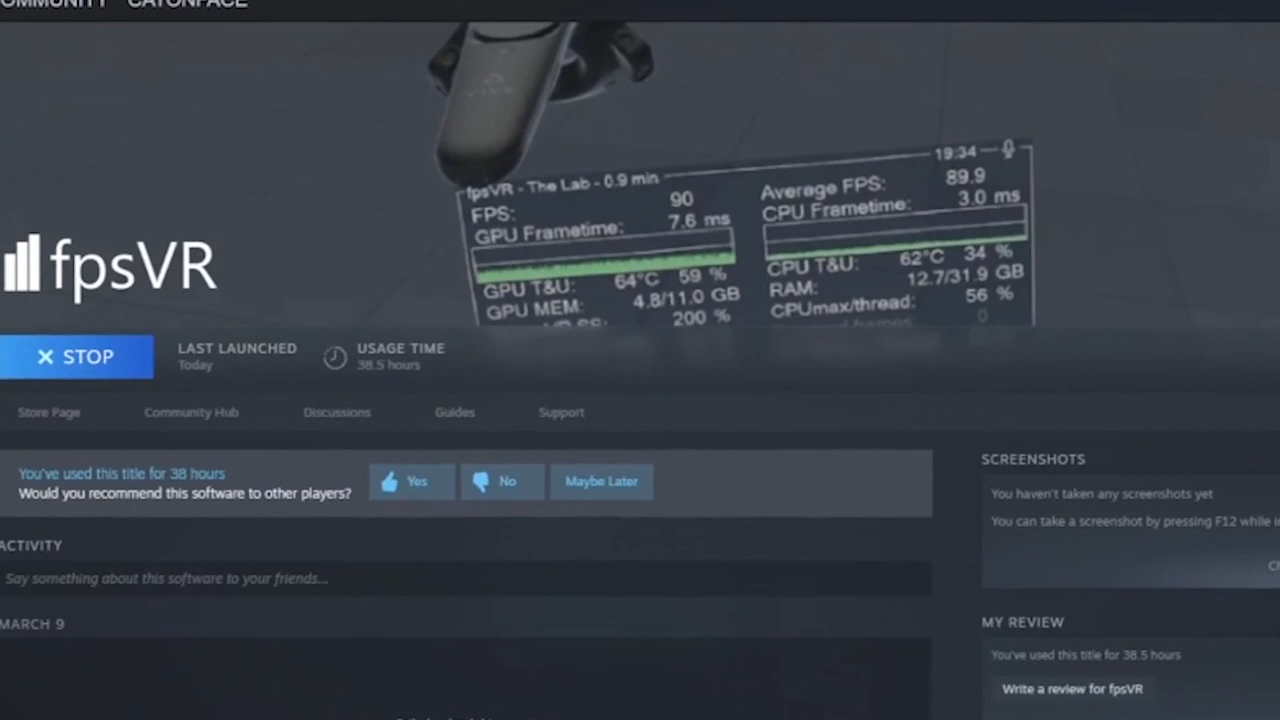 COMMUNITY CATONFACE
19:34
fpsVR - The Lab - 0.9 min
FPS: 90
Average FPS: 89.9
GPU Frametime: 7.6 ms
CPU Frametime: 3.0 ms
GPU T&U: 64°C 59 %
CPU T&U: 62°C 34 %
GPU MEM: 4.8/11.0 GB
RAM: 12.7/31.9 GB
200 %
CPUmax/thread: 56 %
0
fpsVR
STOP
LAST LAUNCHED
Today
USAGE TIME
38.5 hours
Store Page Community Hub Discussions Guides Support
You've used this title for 38 hours
Would you recommend this software to other players?
Yes
No
Maybe Later
ACTIVITY
Say something about this software to your friends...
MARCH 9
SCREENSHOTS
You haven't taken any screenshots yet
You can take a screenshot by pressing F12 while
MY REVIEW
You've used this title for 38.5 hours
Write a review for fpsVR